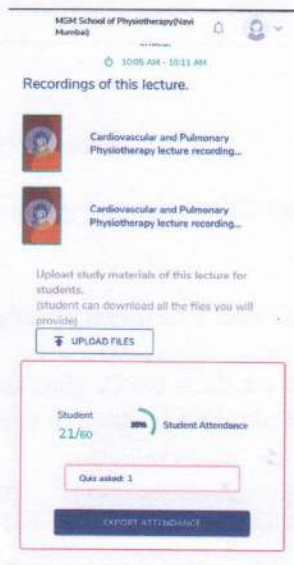 MGM School of Physiotherapy(Navi
Mumbai)
10:05 AM - 10:11 AM
Recordings of this lecture.
Cardiovascular and Pulmonary
Physiotherapy lecture recording...
Cardiovascular and Pulmonary
Physiotherapy lecture recording...
Upload study materials of this lecture for
students.
(student can download all the files you will
provide)
UPLOAD FILES
Student
21/60
Student Attendance
Quiz asked: 1
EXPORT ATTENDANCE